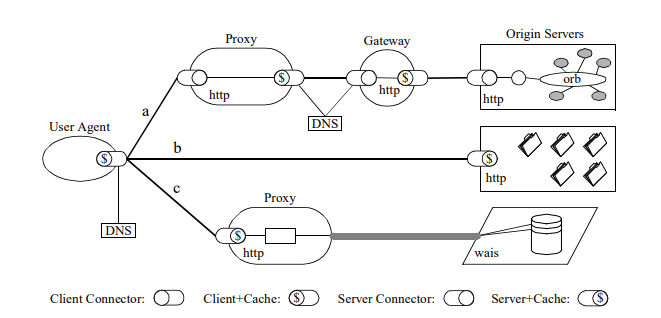 Origin Servers
Proxy
Gateway
$
$
orb
http
http
http
a
DNS
User Agent
b
$
$
c
http
Proxy
DNS
$
http
wais
Client Connector:
Client+Cache: $
Server Connector:
Server+Cache: $